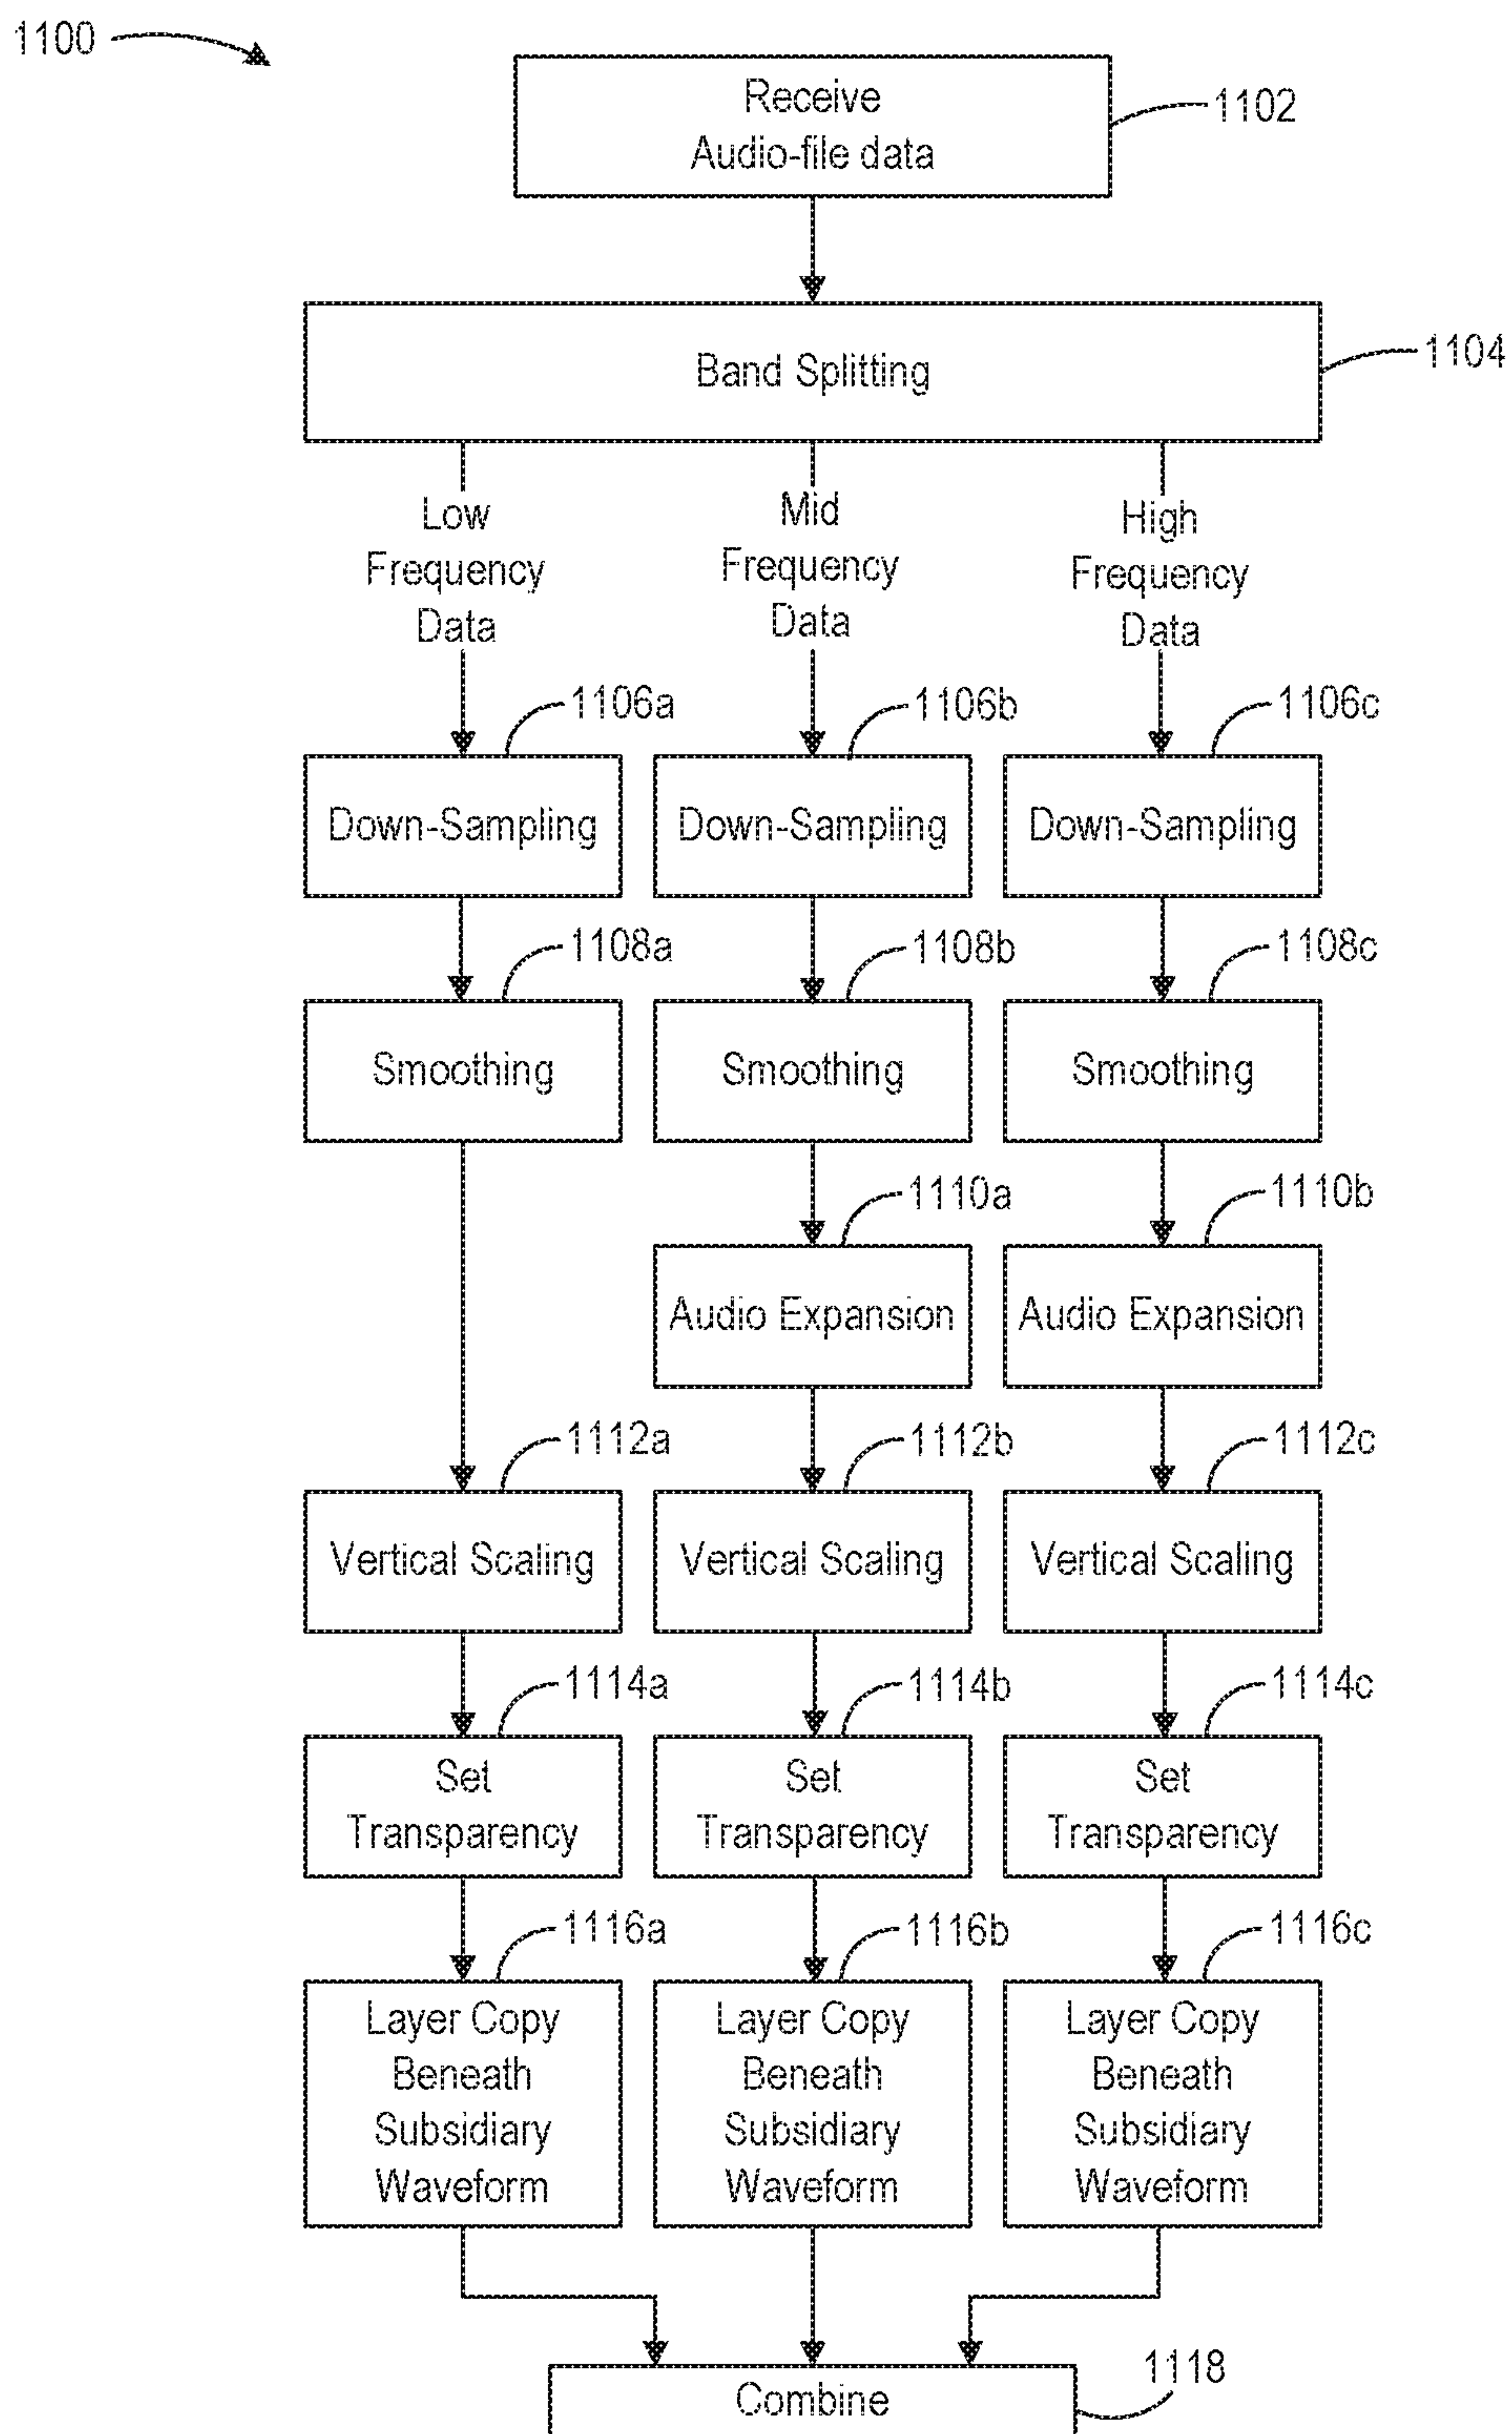 1100
Receive
Audio-file data
1102
Band Splitting
1104
Low
Frequency
Data
Mid
Frequency
Data
High
Frequency
Data
1106a
1106b
1106c
Down-Sampling
Down-Sampling
Down-Sampling
1108a
1108b
1108c
Smoothing
Smoothing
Smoothing
1110a
1110b
Audio Expansion
Audio Expansion
1112a
1112b
1112c
Vertical Scaling
Vertical Scaling
Vertical Scaling
1114a
1114b
1114c
Set
Transparency
Set
Transparency
Set
Transparency
1116a
1116b
1116c
Layer Copy
Beneath
Subsidiary
Waveform
Layer Copy
Beneath
Subsidiary
Waveform
Layer Copy
Beneath
Subsidiary
Waveform
1118
Combine